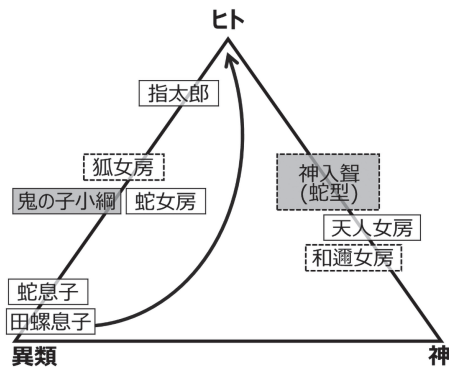 ヒト
指太郎
狐女房
鬼の子小綱
蛇女房
神入聟
(蛇型)
天人女房
和邇女房
蛇息子
田螺息子
異類
神